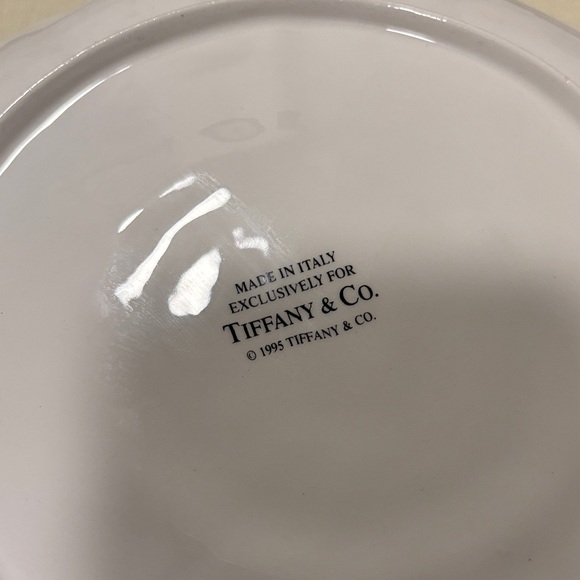 MADE IN ITALY
EXCLUSIVELY FOR
TIFFANY & CO.
© 1995 TIFFANY & CO.